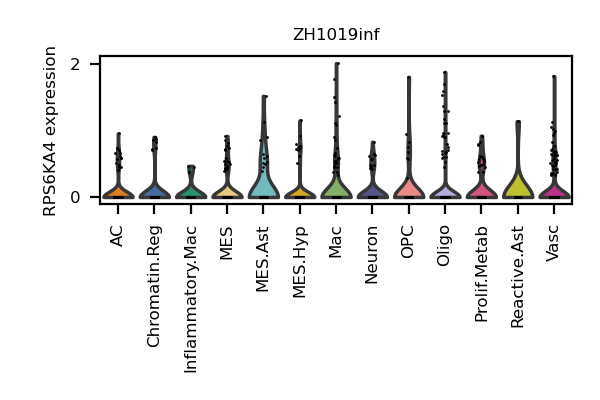 ZH1019inf
RPS6KA4 expression
2
0
AC
Chromatin.Reg
Inflammatory.Mac
MES
MES.Ast
MES.Hyp
Mac
Neuron
OPC
Oligo
Prolif.Metab
Reactive.Ast
Vasc